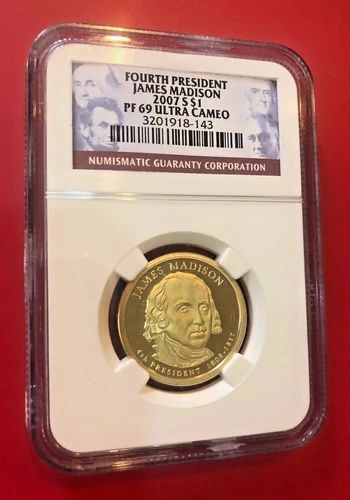 FOURTH PRESIDENT
JAMES MADISON
2007 S $1
PF 69 ULTRA CAMEO
3201918-143
NUMISMATIC GUARANTY CORPORATION
JAMES MADISON
4th PRESIDENT 1809-1817